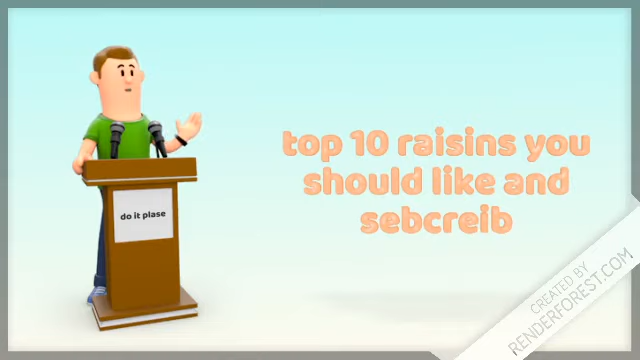 top 10 raisins you
should like and
sebcreib
do it plase
CREATED BY
RENDERFOREST.COM